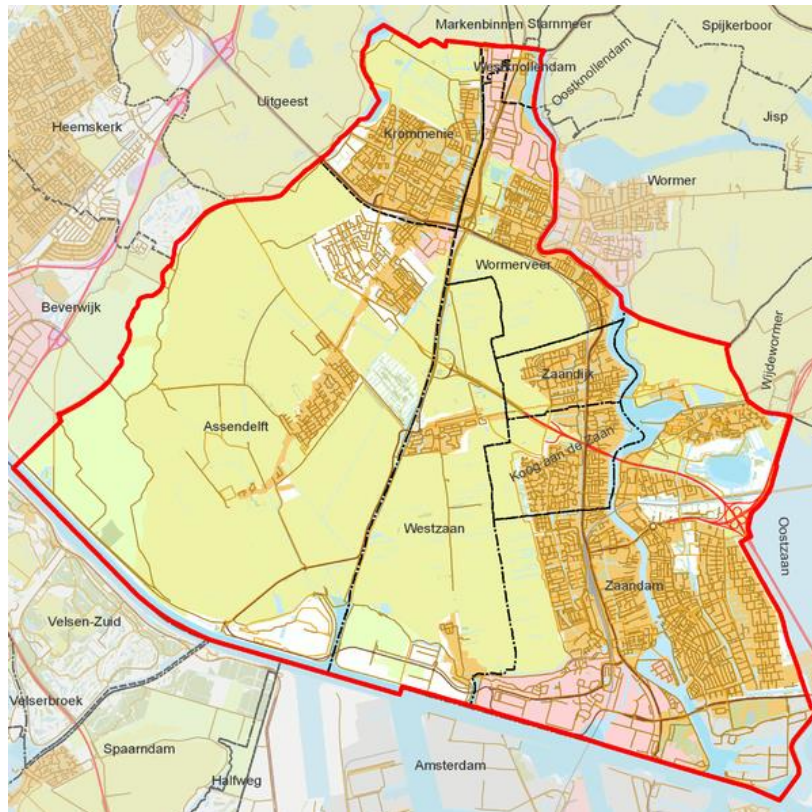 Markenbinnen
Starnmeer
Spijkerboor
Westknollendam
Oostknollendam
Uitgeest
Jisp
Heemskerk
Krommenie
Wormer
Wormerveer
Beverwijk
Wijdewormer
Zaandijk
Assendelft
Koog aan de Zaan
Westzaan
Oostzaan
Zaandam
Velsen-Zuid
Velserbroek
Spaarndam
Halfweg
Amsterdam